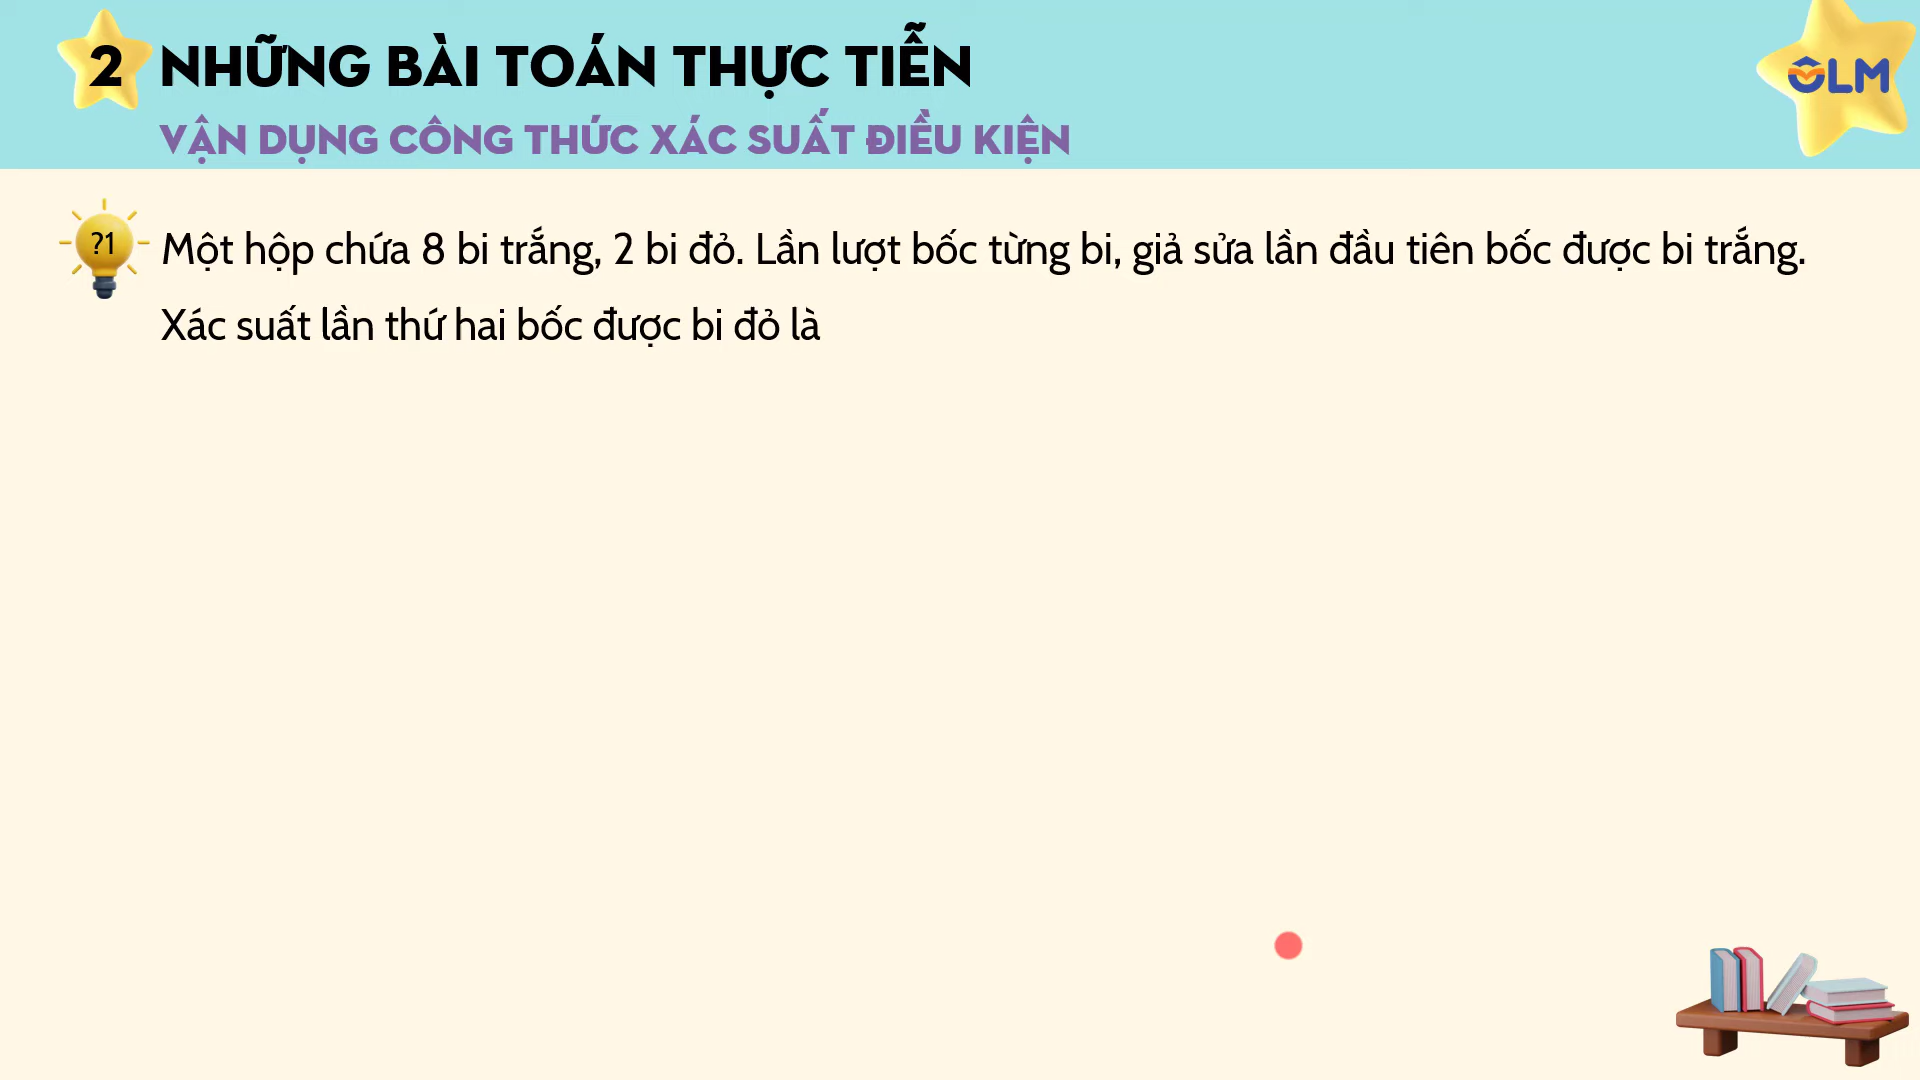 2 NHỮNG BÀI TOÁN THỰC TIỄN
VẬN DỤNG CÔNG THỨC XÁC SUẤT ĐIỀU KIỆN
OLM
?1 Một hộp chứa 8 bi trắng, 2 bi đỏ. Lần lượt bốc từng bi, giả sửa lần đầu tiên bốc được bi trắng.
Xác suất lần thứ hai bốc được bi đỏ là